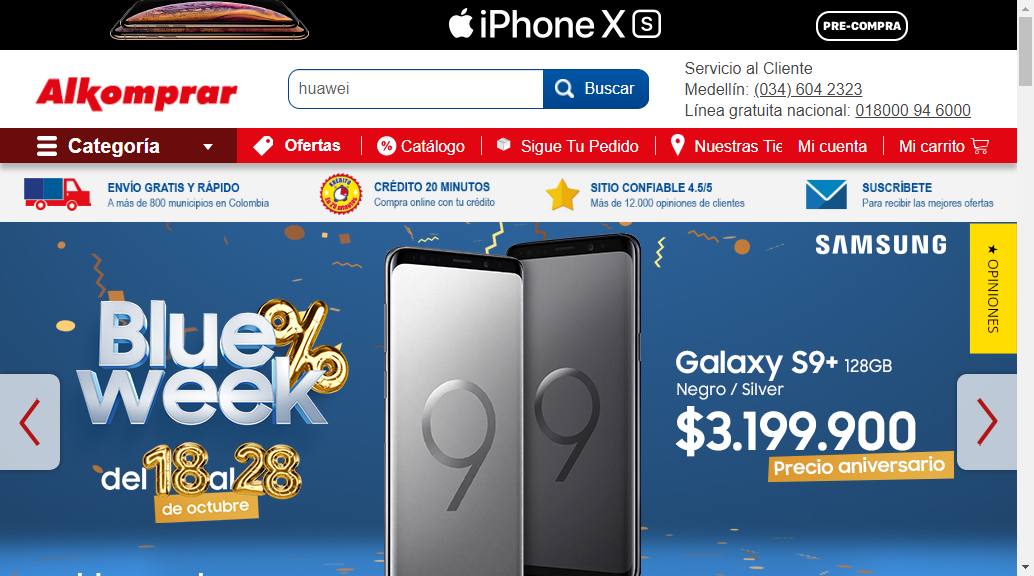 iPhone X S
PRE-COMPRA
Alkomprar
huawei
Buscar
Servicio al Cliente
Medellín: (034) 604 2323
Línea gratuita nacional: 018000 94 6000
Categoría
Ofertas
% Catálogo
Sigue Tu Pedido
Nuestras Tie
Mi cuenta
Mi carrito
ENVÍO GRATIS Y RÁPIDO
A más de 800 municipios en Colombia
CRÉDITO 20 MINUTOS
Compra online con tu crédito
SITIO CONFIABLE 4.5/5
Más de 12.000 opiniones de clientes
SUSCRÍBETE
Para recibir las mejores ofertas
SAMSUNG
★ OPINIONES
Blue %
week
del 18 al 28
de octubre
9 9
Galaxy S9+ 128GB
Negro / Silver
$3.199.900
Precio aniversario